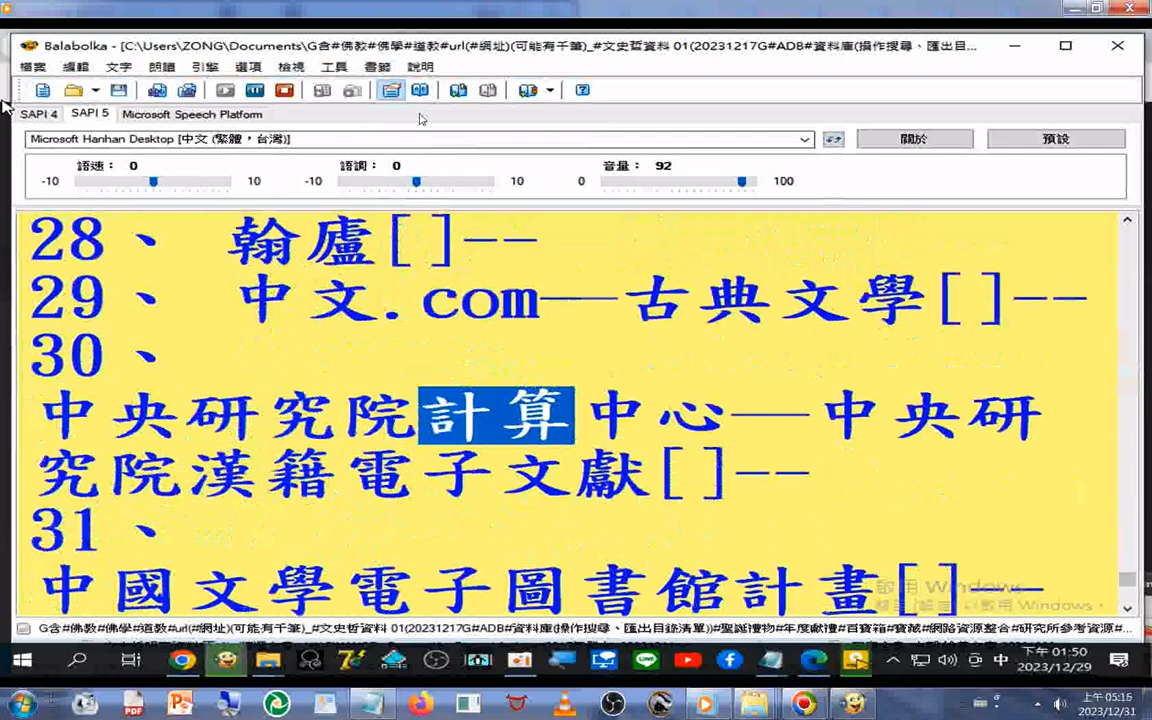 Balabolka - [C:\Users\ZONG\Documents\G含#佛教#佛學#道教#url(#網址)(可能有千筆)_#文史哲資料 01(20231217G#ADB#資料庫(操作搜尋、匯出目...
檔案 編輯 文字 朗讀 引擎 選項 檢視 工具 書籤 說明
SAPI 4 SAPI 5 Microsoft Speech Platform
Microsoft Hanhan Desktop [中文 (繁體，台灣)] 關於 預設
語速： 0 語調： 0 音量： 92
-10 10 -10 10 0 100
28、 翰廬[]--
29、 中文.com——古典文學[]--
30、
中央研究院計算中心——中央研
究院漢籍電子文獻[]--
31、
中國文學電子圖書館計畫[]--
啟用 Windows
G含#佛教#佛學#道教#url(#網址)(可能有千筆)_#文史哲資料 01(20231217G#ADB#資料庫(操作搜尋、匯出目錄清單))#聖誕禮物#年度獻禮#百寶箱#寶藏#網路資源整合#研究所參考資源#...
中 下午 01:50
2023/12/29
上午 05:16
2023/12/31